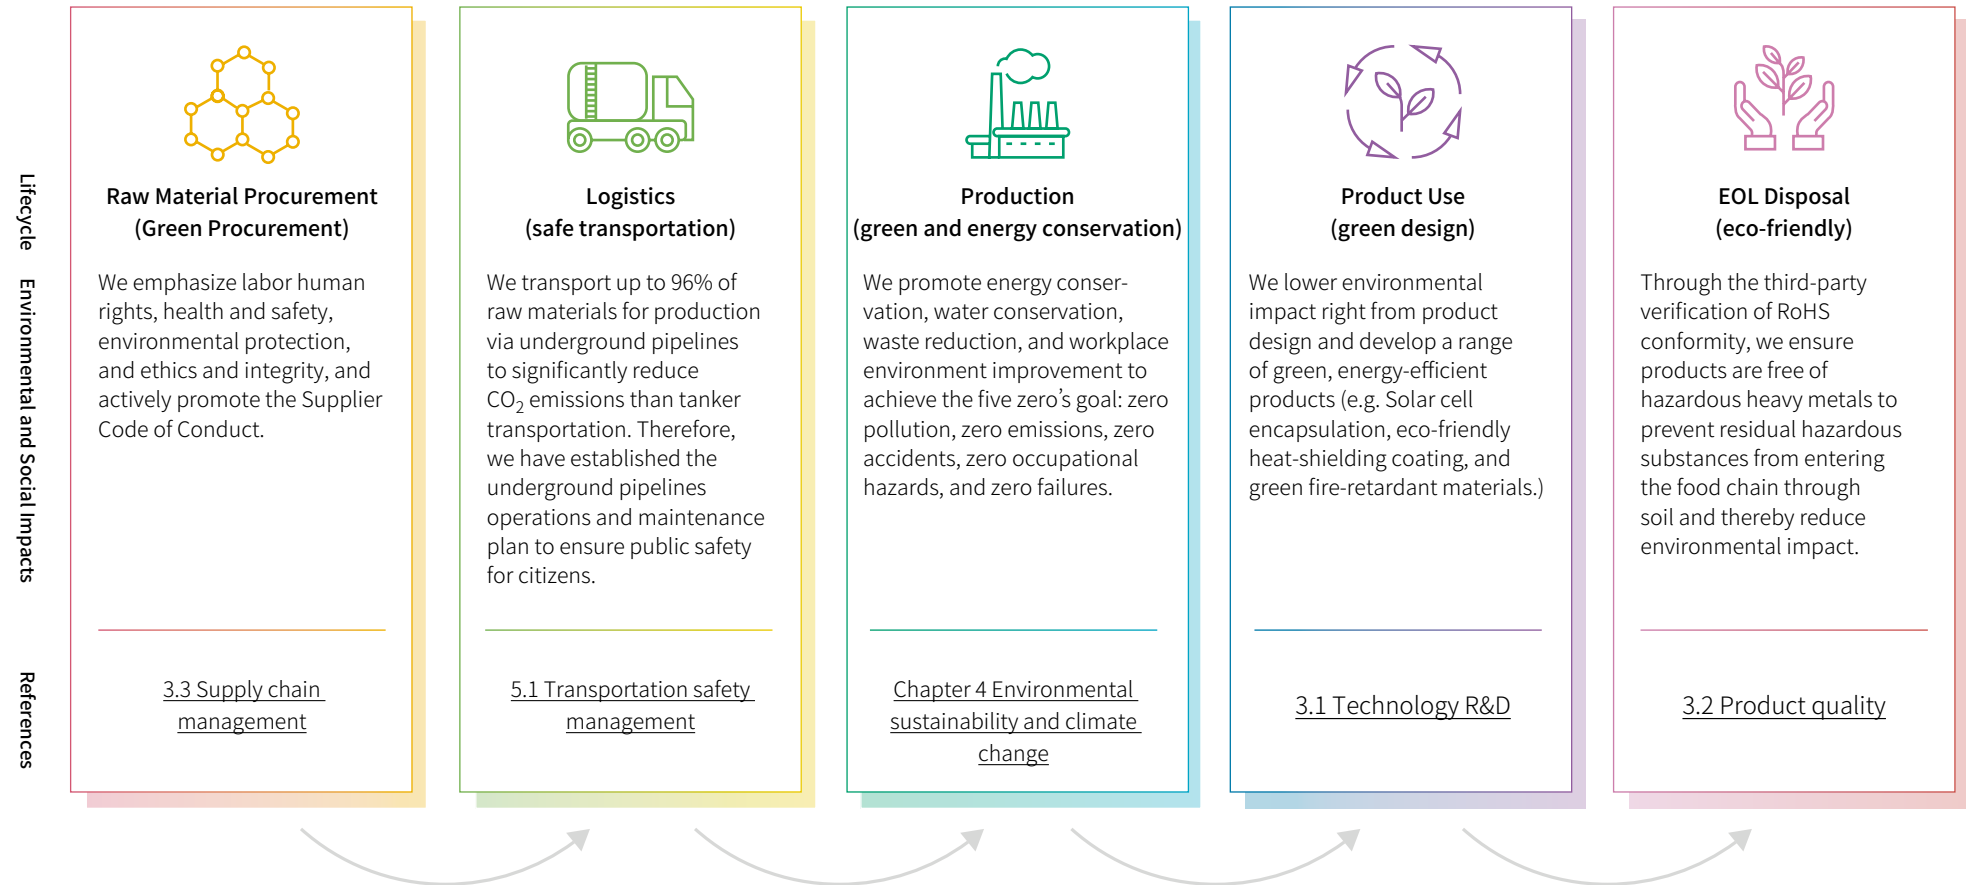 Lifecycle
Environmental and Social Impacts
References
Raw Material Procurement
(Green Procurement)
We emphasize labor human
rights, health and safety,
environmental protection,
and ethics and integrity, and
actively promote the Supplier
Code of Conduct.
3.3 Supply chain
management
Logistics
(safe transportation)
We transport up to 96% of
raw materials for production
via underground pipelines
to significantly reduce
CO₂ emissions than tanker
transportation. Therefore,
we have established the
underground pipelines
operations and maintenance
plan to ensure public safety
for citizens.
5.1 Transportation safety
management
Production
(green and energy conservation)
We promote energy conser-
vation, water conservation,
waste reduction, and workplace
environment improvement to
achieve the five zero’s goal: zero
pollution, zero emissions, zero
accidents, zero occupational
hazards, and zero failures.
Chapter 4 Environmental
sustainability and climate
change
Product Use
(green design)
We lower environmental
impact right from product
design and develop a range
of green, energy-efficient
products (e.g. Solar cell
encapsulation, eco-friendly
heat-shielding coating, and
green fire-retardant materials.)
3.1 Technology R&D
EOL Disposal
(eco-friendly)
Through the third-party
verification of RoHS
conformity, we ensure
products are free of
hazardous heavy metals to
prevent residual hazardous
substances from entering
the food chain through
soil and thereby reduce
environmental impact.
3.2 Product quality